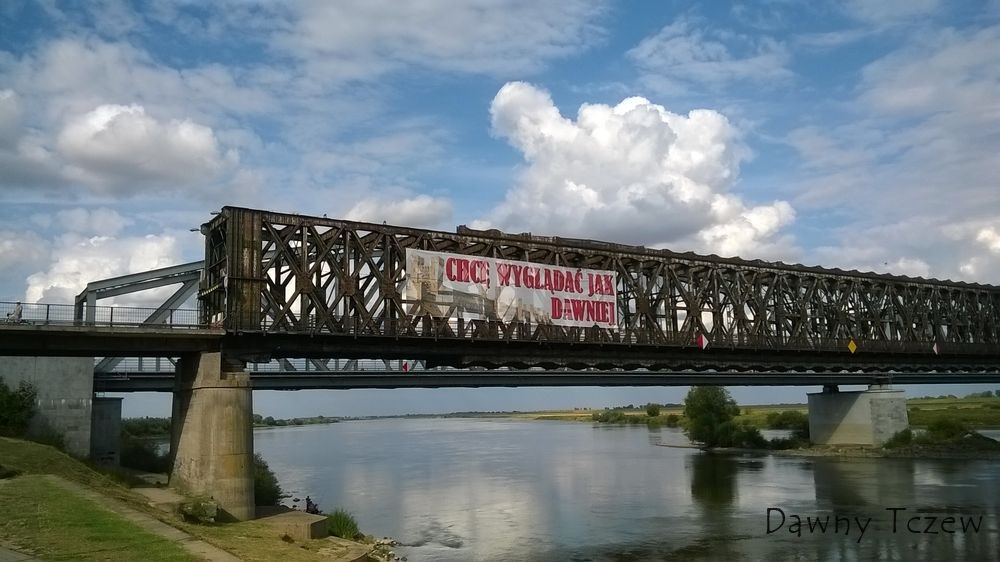 CHCĘ WYGLĄDAĆ JAK
DAWNIEJ
Dawny Tczew